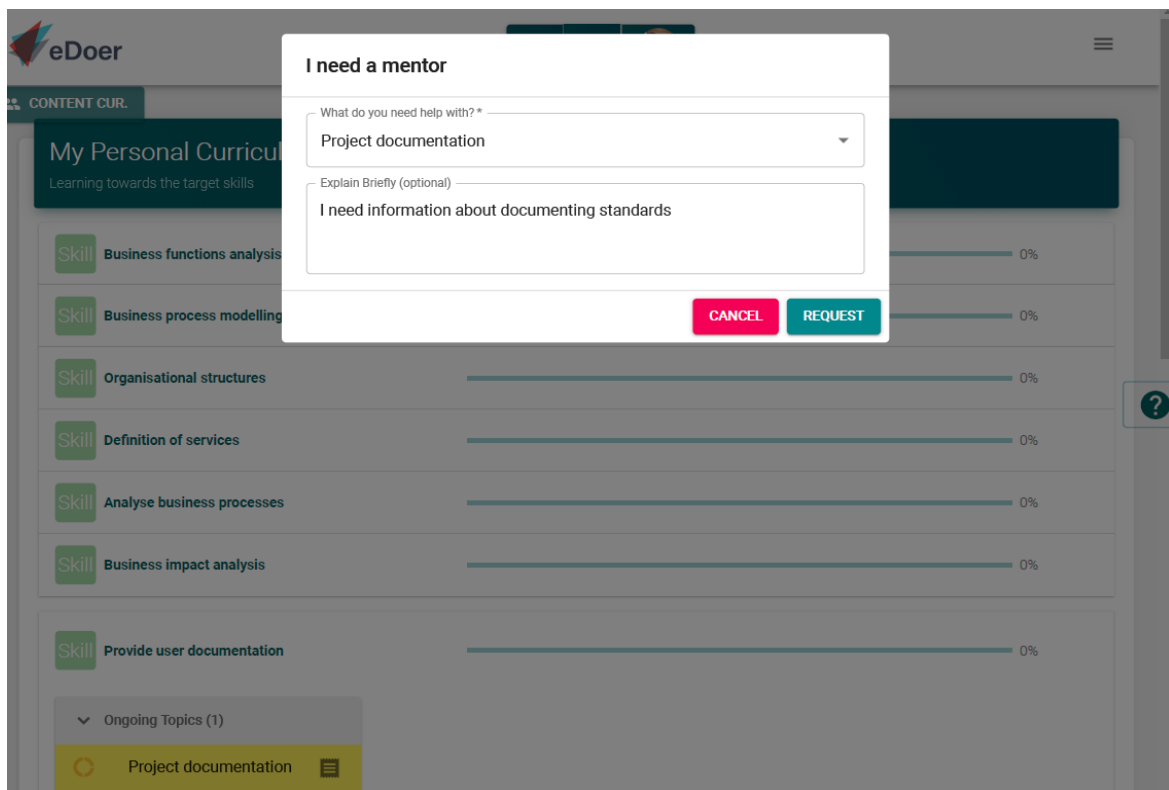 eDoer
I need a mentor
CONTENT CUR.
What do you need help with? *
Project documentation
My Personal Curricul
Learning towards the target skills
Explain Briefly (optional)
I need information about documenting standards
Skill Business functions analysis 0%
CANCEL REQUEST
Skill Business process modelling 0%
Skill Organisational structures 0%
?
Skill Definition of services 0%
Skill Analyse business processes 0%
Skill Business impact analysis 0%
Skill Provide user documentation 0%
Ongoing Topics (1)
Project documentation